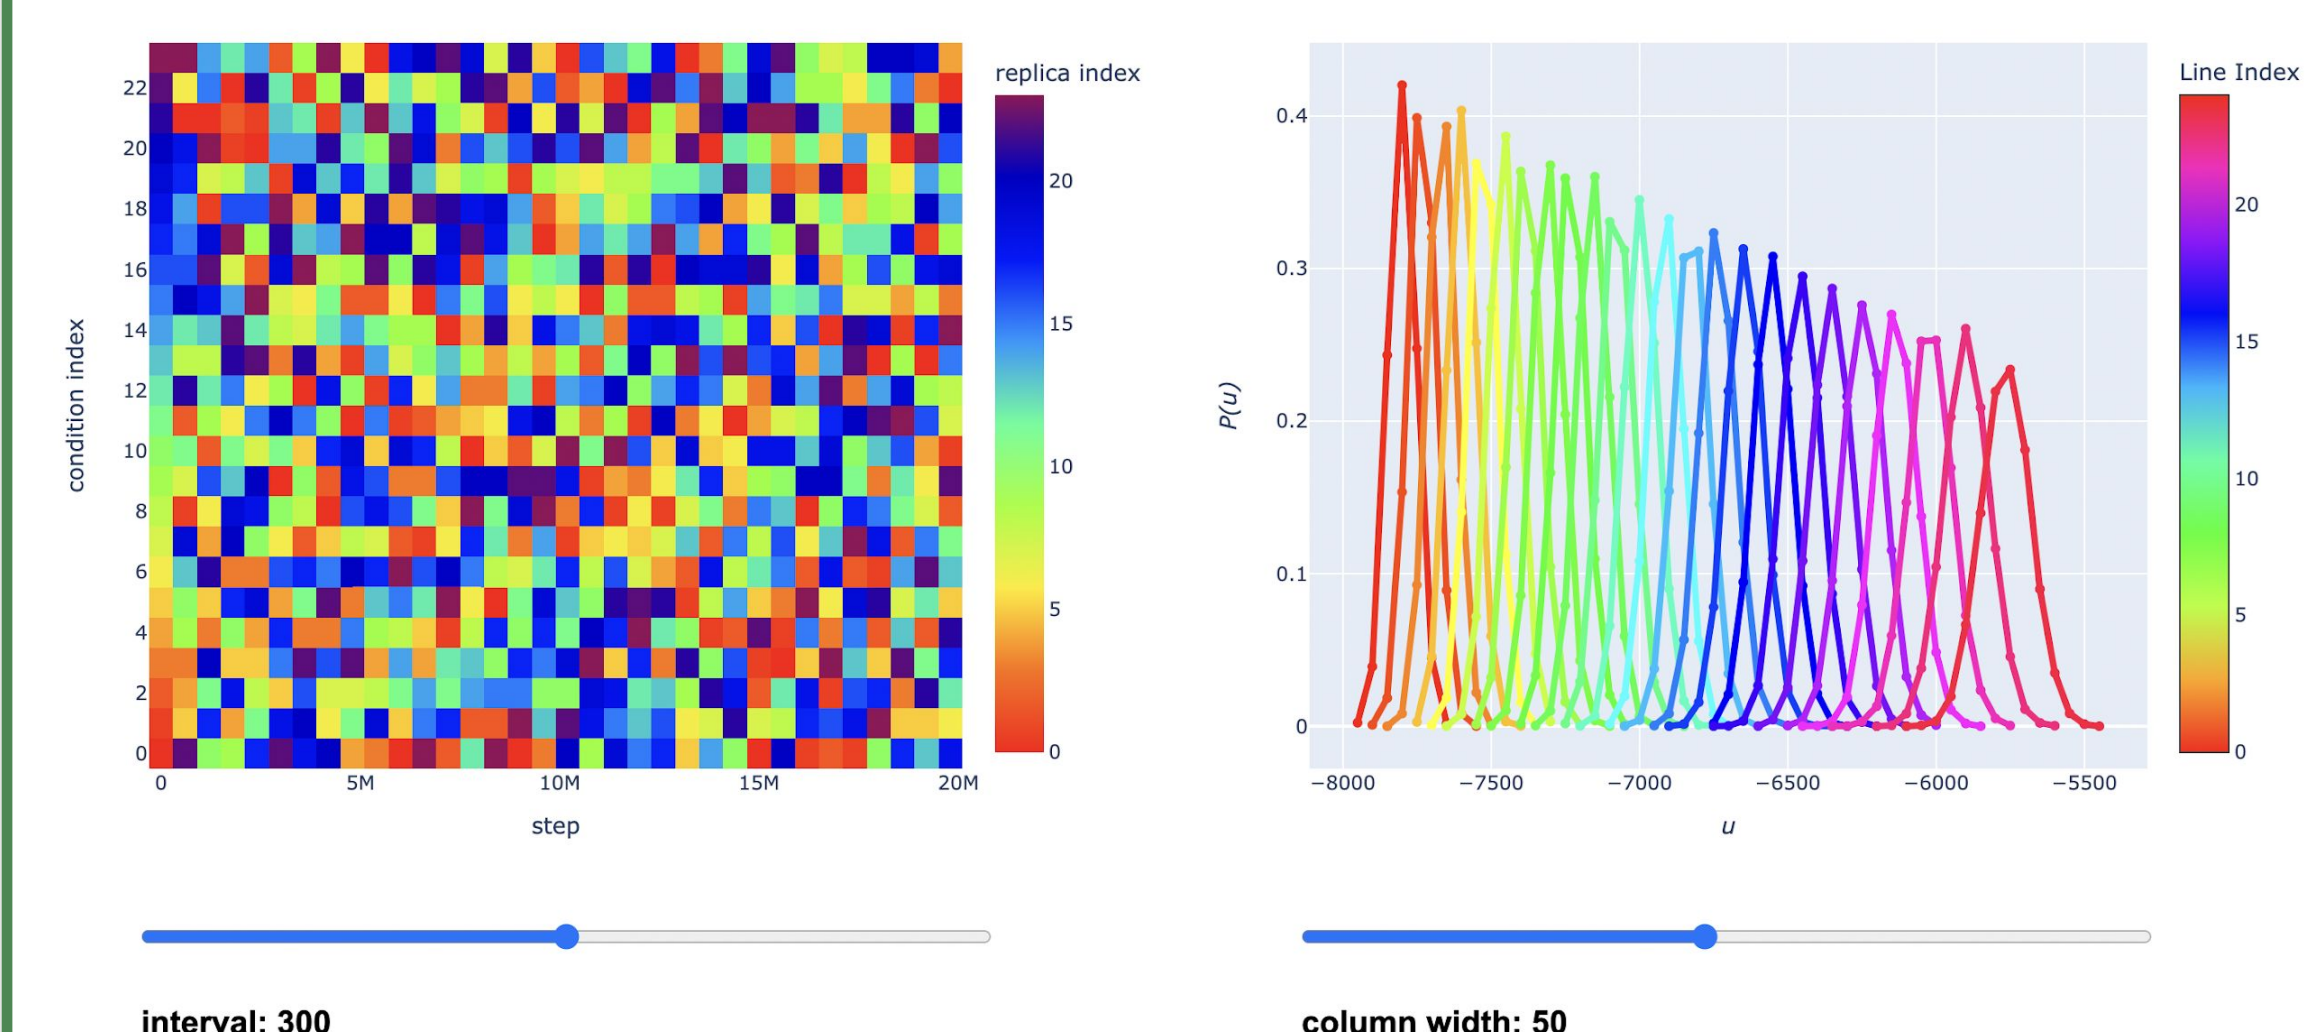 condition index
22
20
18
16
14
12
10
8
6
4
2
0
0
5M
10M
15M
20M
step
replica index
20
15
10
5
0
interval: 300
P(u)
0.4
0.3
0.2
0.1
0
−8000
−7500
−7000
−6500
−6000
−5500
u
Line Index
20
15
10
5
0
column width: 50